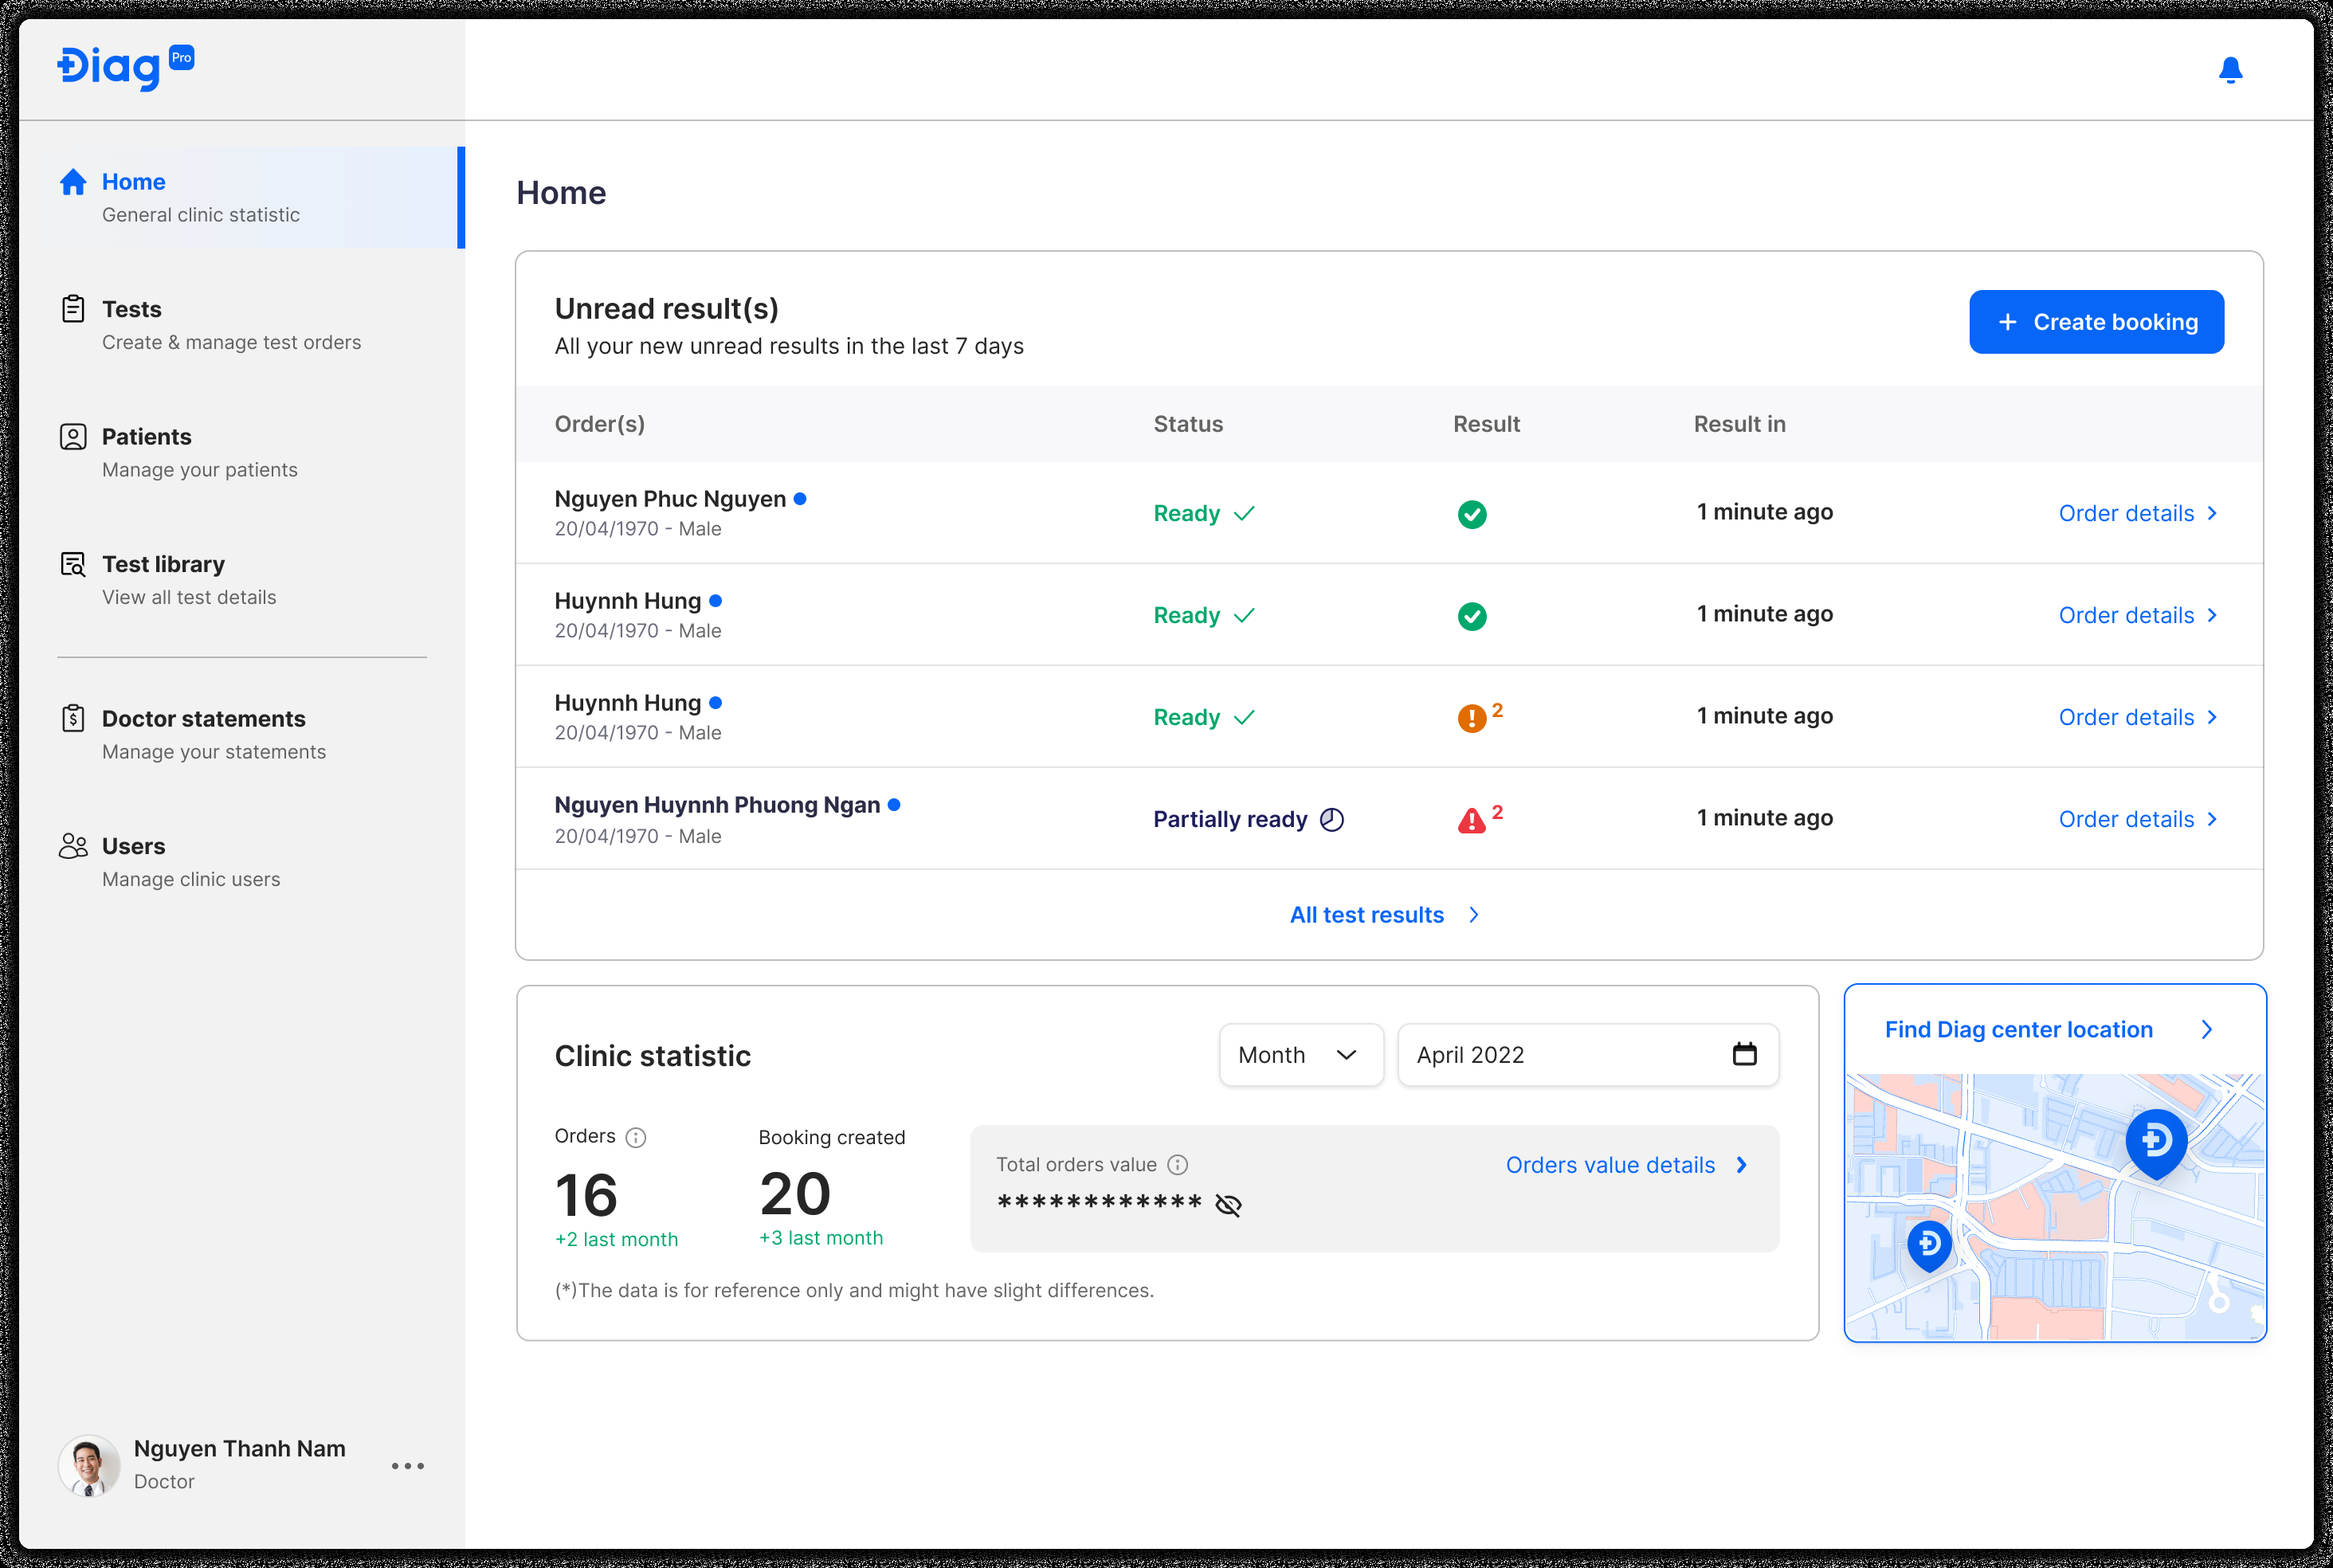 Diag Pro
Home
General clinic statistic
Tests
Create & manage test orders
Patients
Manage your patients
Test library
View all test details
Doctor statements
Manage your statements
Users
Manage clinic users
Nguyen Thanh Nam
Doctor
Home
Unread result(s)
All your new unread results in the last 7 days
+ Create booking
Order(s) Status Result Result in
Nguyen Phuc Nguyen
20/04/1970 - Male
Ready 1 minute ago Order details
Huynnh Hung
20/04/1970 - Male
Ready 1 minute ago Order details
Huynnh Hung
20/04/1970 - Male
Ready 2 1 minute ago Order details
Nguyen Huynnh Phuong Ngan
20/04/1970 - Male
Partially ready 2 1 minute ago Order details
All test results
Clinic statistic
Month
April 2022
Orders
16
+2 last month
Booking created
20
+3 last month
Total orders value
************
Orders value details
(*)The data is for reference only and might have slight differences.
Find Diag center location